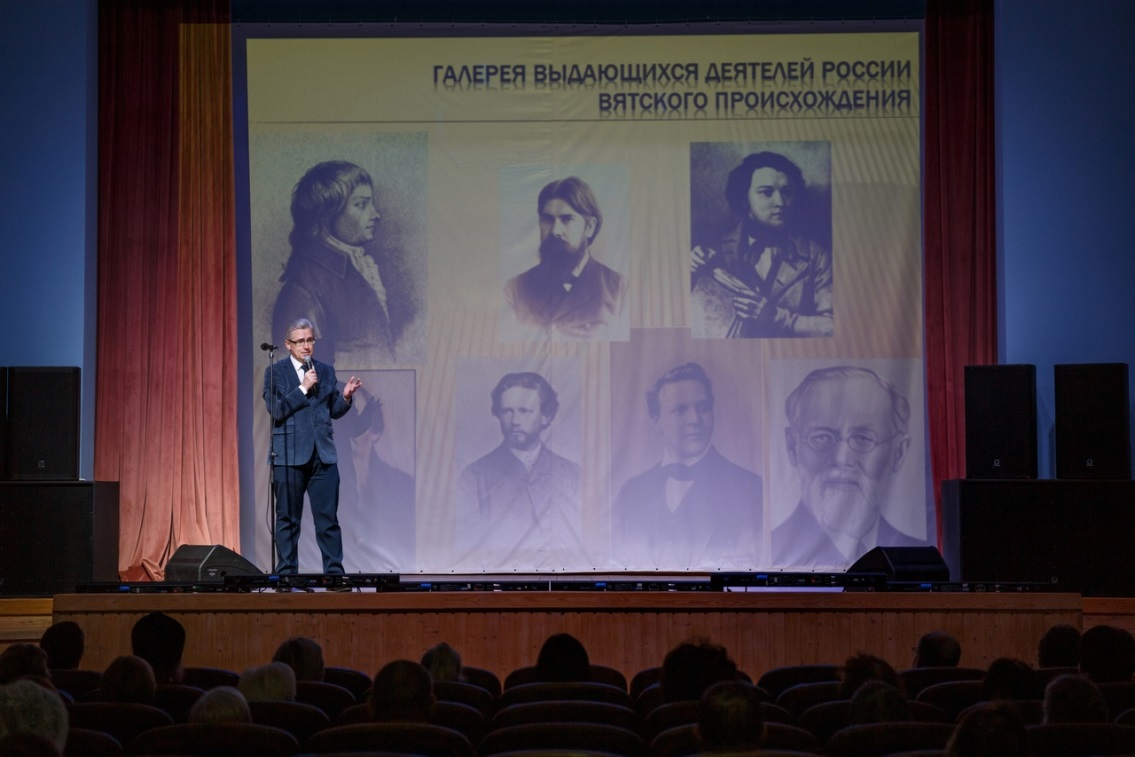 ГАЛЕРЕЯ ВЫДАЮЩИХСЯ ДЕЯТЕЛЕЙ РОССИИ
ВЯТСКОГО ПРОИСХОЖДЕНИЯ